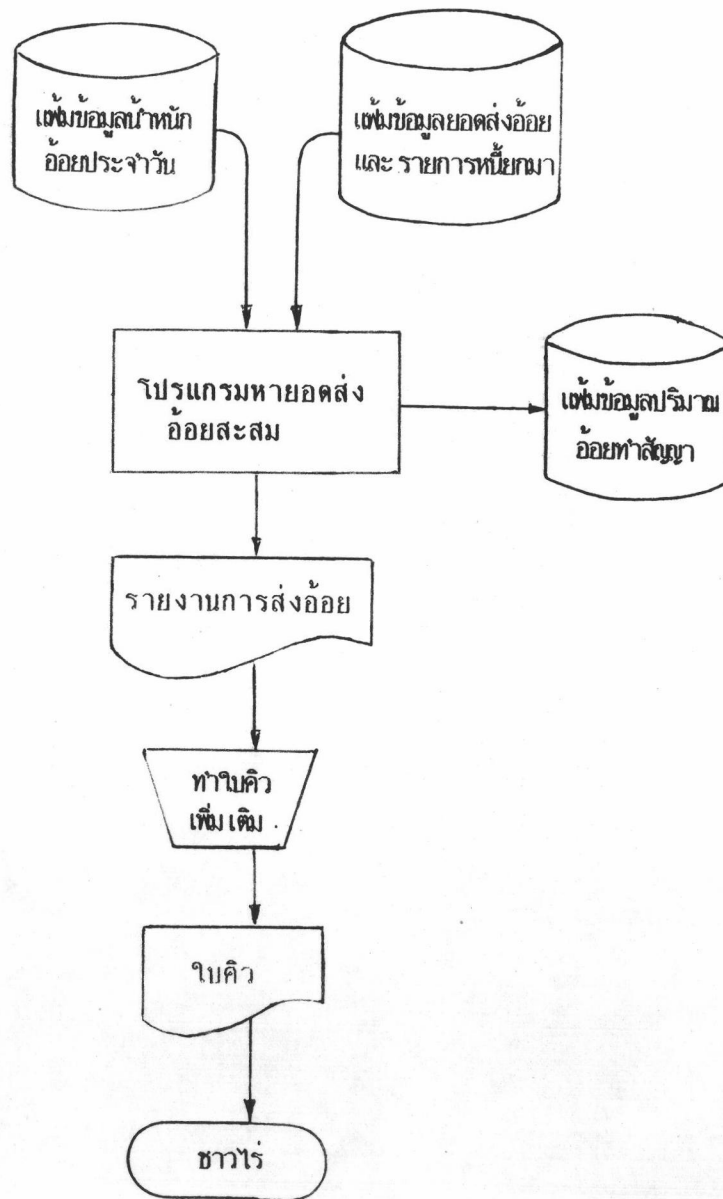 แฟ้มข้อมูลน้ำหนัก
อ้อยประจำวัน
แฟ้มข้อมูลยอดส่งอ้อย
และ รายการหนี้ยกมา
โปรแกรมหายอดส่ง
อ้อยสะสม
แฟ้มข้อมูลปริมาณ
อ้อยทำสัญญา
รายงานการส่งอ้อย
ทำใบคิว
เพิ่มเติม
ใบคิว
ชาวไร่